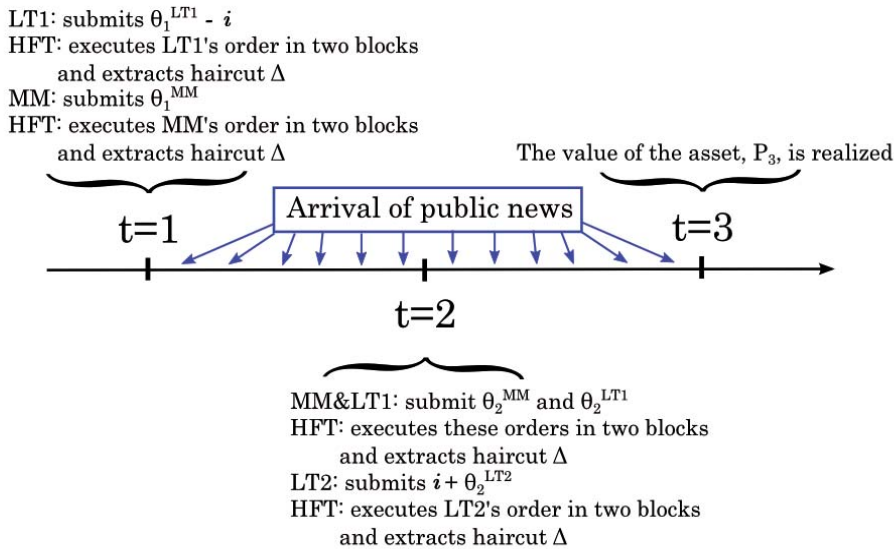 LT1: submits θ₁ᴸᵀ¹ - i
HFT: executes LT1's order in two blocks
and extracts haircut Δ
MM: submits θ₁ᴹᴹ
HFT: executes MM's order in two blocks
and extracts haircut Δ
The value of the asset, P₃, is realized
Arrival of public news
t=1
t=3
t=2
MM&LT1: submit θ₂ᴹᴹ and θ₂ᴸᵀ¹
HFT: executes these orders in two blocks
and extracts haircut Δ
LT2: submits i + θ₂ᴸᵀ²
HFT: executes LT2's order in two blocks
and extracts haircut Δ